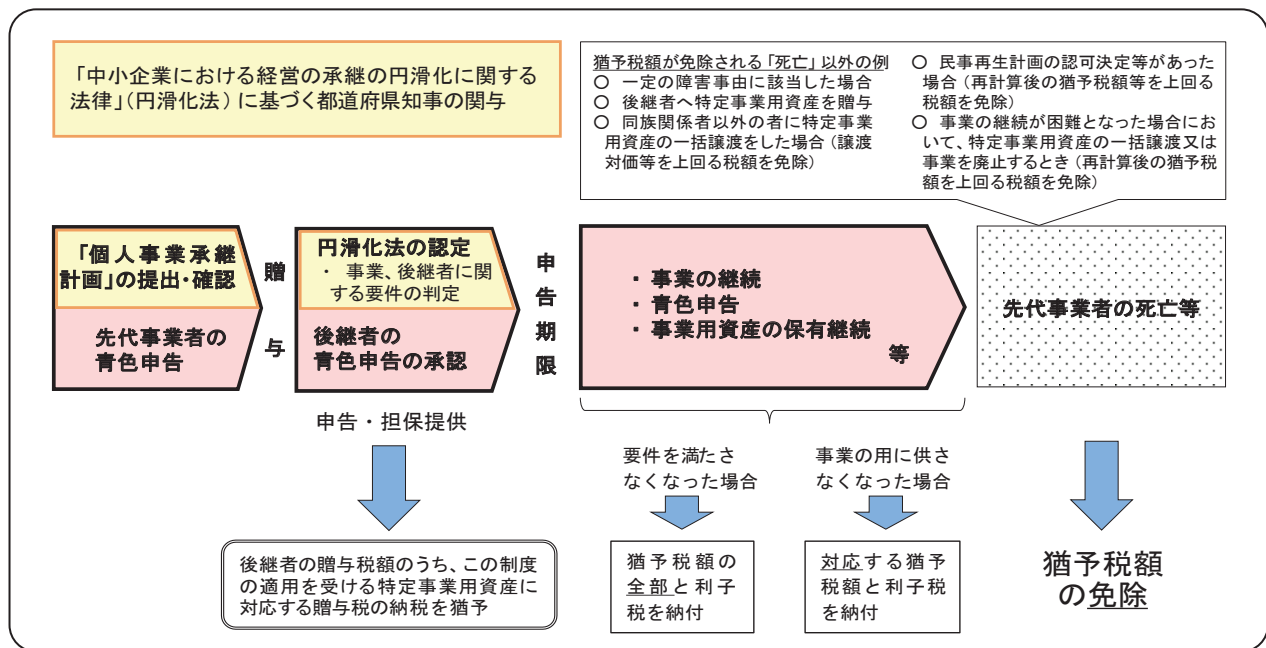 「中小企業における経営の承継の円滑化に関する
法律」(円滑化法)に基づく都道府県知事の関与
猶予税額が免除される「死亡」以外の例
○ 一定の障害事由に該当した場合
○ 後継者へ特定事業用資産を贈与
○ 同族関係者以外の者に特定事業
用資産の一括譲渡をした場合(譲渡
対価等を上回る税額を免除)
○ 民事再生計画の認可決定等があった
場合(再計算後の猶予税額等を上回る
税額を免除)
○ 事業の継続が困難となった場合にお
いて、特定事業用資産の一括譲渡又は
事業を廃止するとき(再計算後の猶予税
額を上回る税額を免除)
「個人事業承継
計画」の提出・確認
先代事業者の
青色申告
贈与
円滑化法の認定
・ 事業、後継者に関
する要件の判定
後継者の
青色申告の承認
申告期限
・ 事業の継続
・ 青色申告
・ 事業用資産の保有継続
等
先代事業者の死亡等
申告・担保提供
後継者の贈与税額のうち、この制度
の適用を受ける特定事業用資産に
対応する贈与税の納税を猶予
要件を満たさ
なくなった場合
猶予税額の
全部と利子
税を納付
事業の用に供さ
なくなった場合
対応する猶予
税額と利子税
を納付
猶予税額
の免除